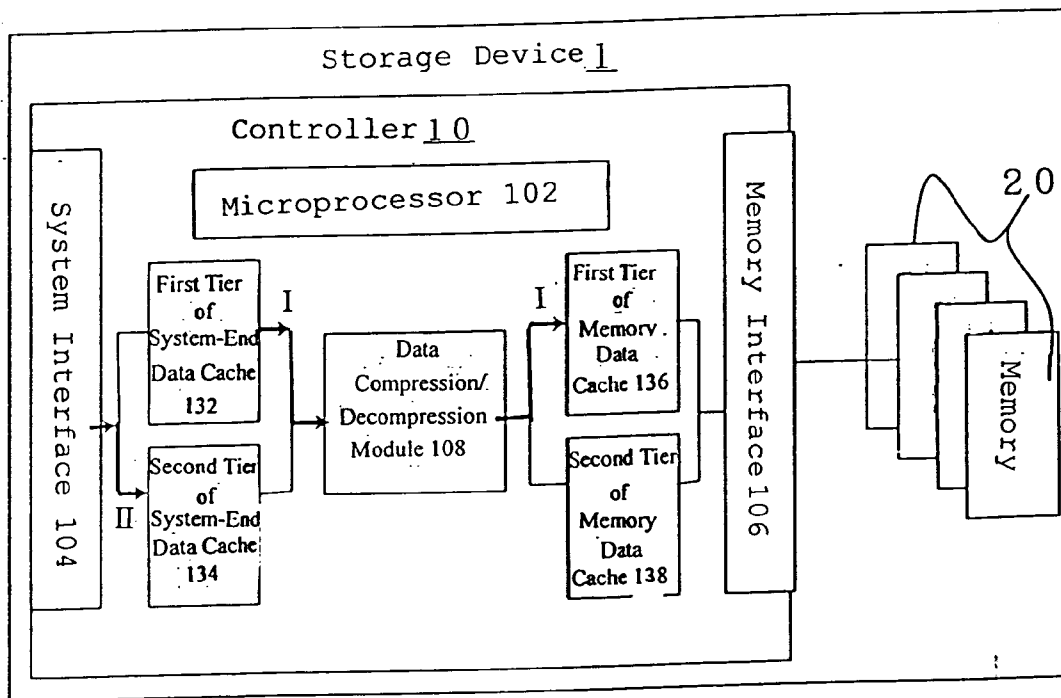 Storage Device 1
Controller 10
Microprocessor 102
System Interface 104
First Tier
of
System-End
Data Cache
132
I
II
Second Tier
of
System-End
Data Cache
134
Data
Compression/
Decompression
Module 108
I
First Tier
of
Memory
Data
Cache 136
Second Tier
of
Memory
Data
Cache 138
Memory Interface 106
20
Memory